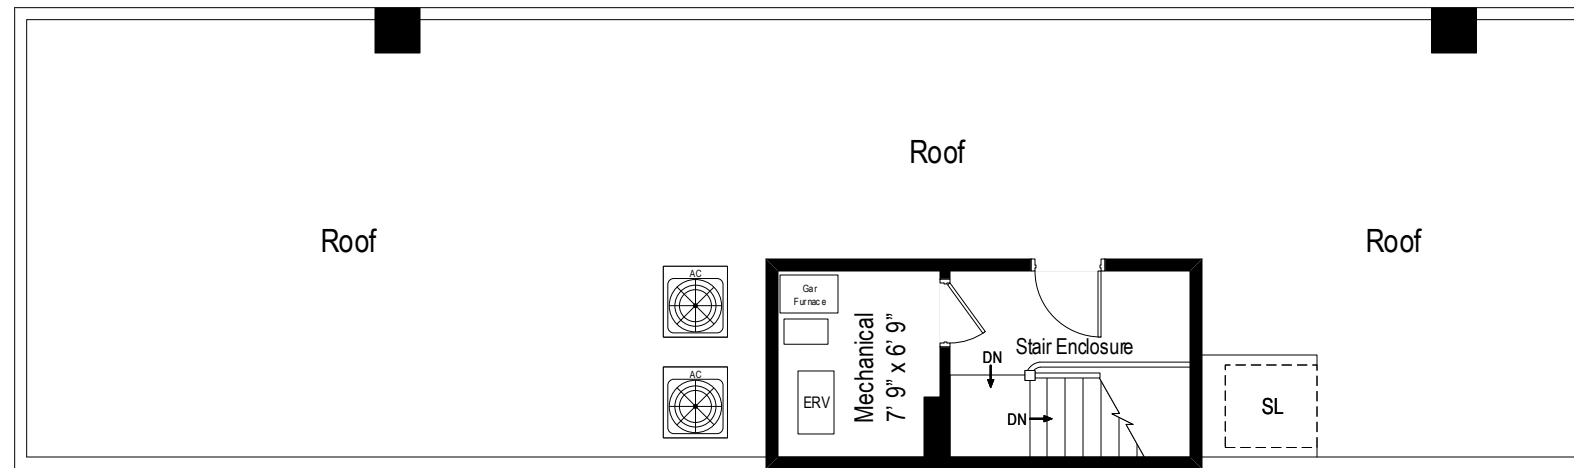 Roof
Roof
Roof
AC
Gar
Furnace
Mechanical
7' 9" x 6' 9"
Stair Enclosure
DN
AC
ERV
DN
SL